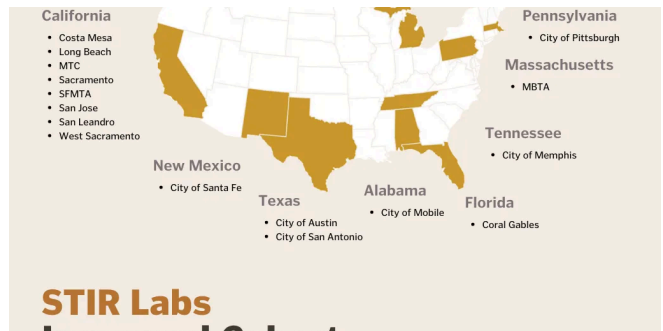 California
• Costa Mesa
• Long Beach
• MTC
• Sacramento
• SFMTA
• San Jose
• San Leandro
• West Sacramento
Pennsylvania
• City of Pittsburgh
Massachusetts
• MBTA
Tennessee
• City of Memphis
New Mexico
• City of Santa Fe
Texas
• City of Austin
• City of San Antonio
Alabama
• City of Mobile
Florida
• Coral Gables
STIR Labs